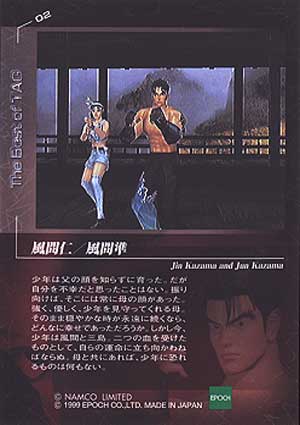 02
The Best of TAG
風間仁／風間準
Jin Kazama and Jun Kazama
少年は父の顔を知らずに育った。だが
自分を不幸だと思ったことはない。振り
向けば、そこには常に母の顔があった。
強く、優しく、少年を見守ってくれる母。
そのまま穏やかな時が永遠に続くなら、
どんなに幸せであっただろうか。しかし今、
少年は風間と三島、二つの血を受けた
ものとして、自らの運命に立ち向かわね
ばならぬ。母と共にあれば、少年に恐れ
るものは何もない。
© NAMCO LIMITED
© 1999 EPOCH CO.,LTD. MADE IN JAPAN
EPOCH